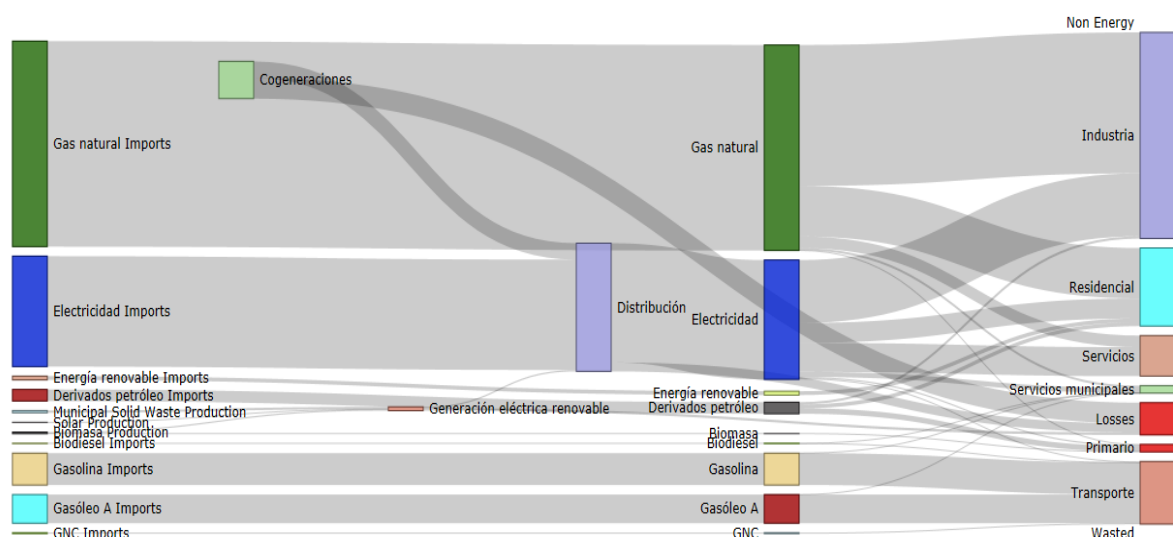 Non Energy
Cogeneraciones
Gas natural Imports
Gas natural
Industria
Residencial
Electricidad Imports
Distribución
Electricidad
Servicios
Energía renovable Imports
Energía renovable
Servicios municipales
Derivados petróleo Imports
Generación eléctrica renovable
Derivados petróleo
Municipal Solid Waste Production
Losses
Solar Production
Biomasa Production
Biomasa
Biodiesel Imports
Biodiesel
Primario
Gasolina Imports
Gasolina
Transporte
Gasóleo A Imports
Gasóleo A
GNC Imports
GNC
Wasted